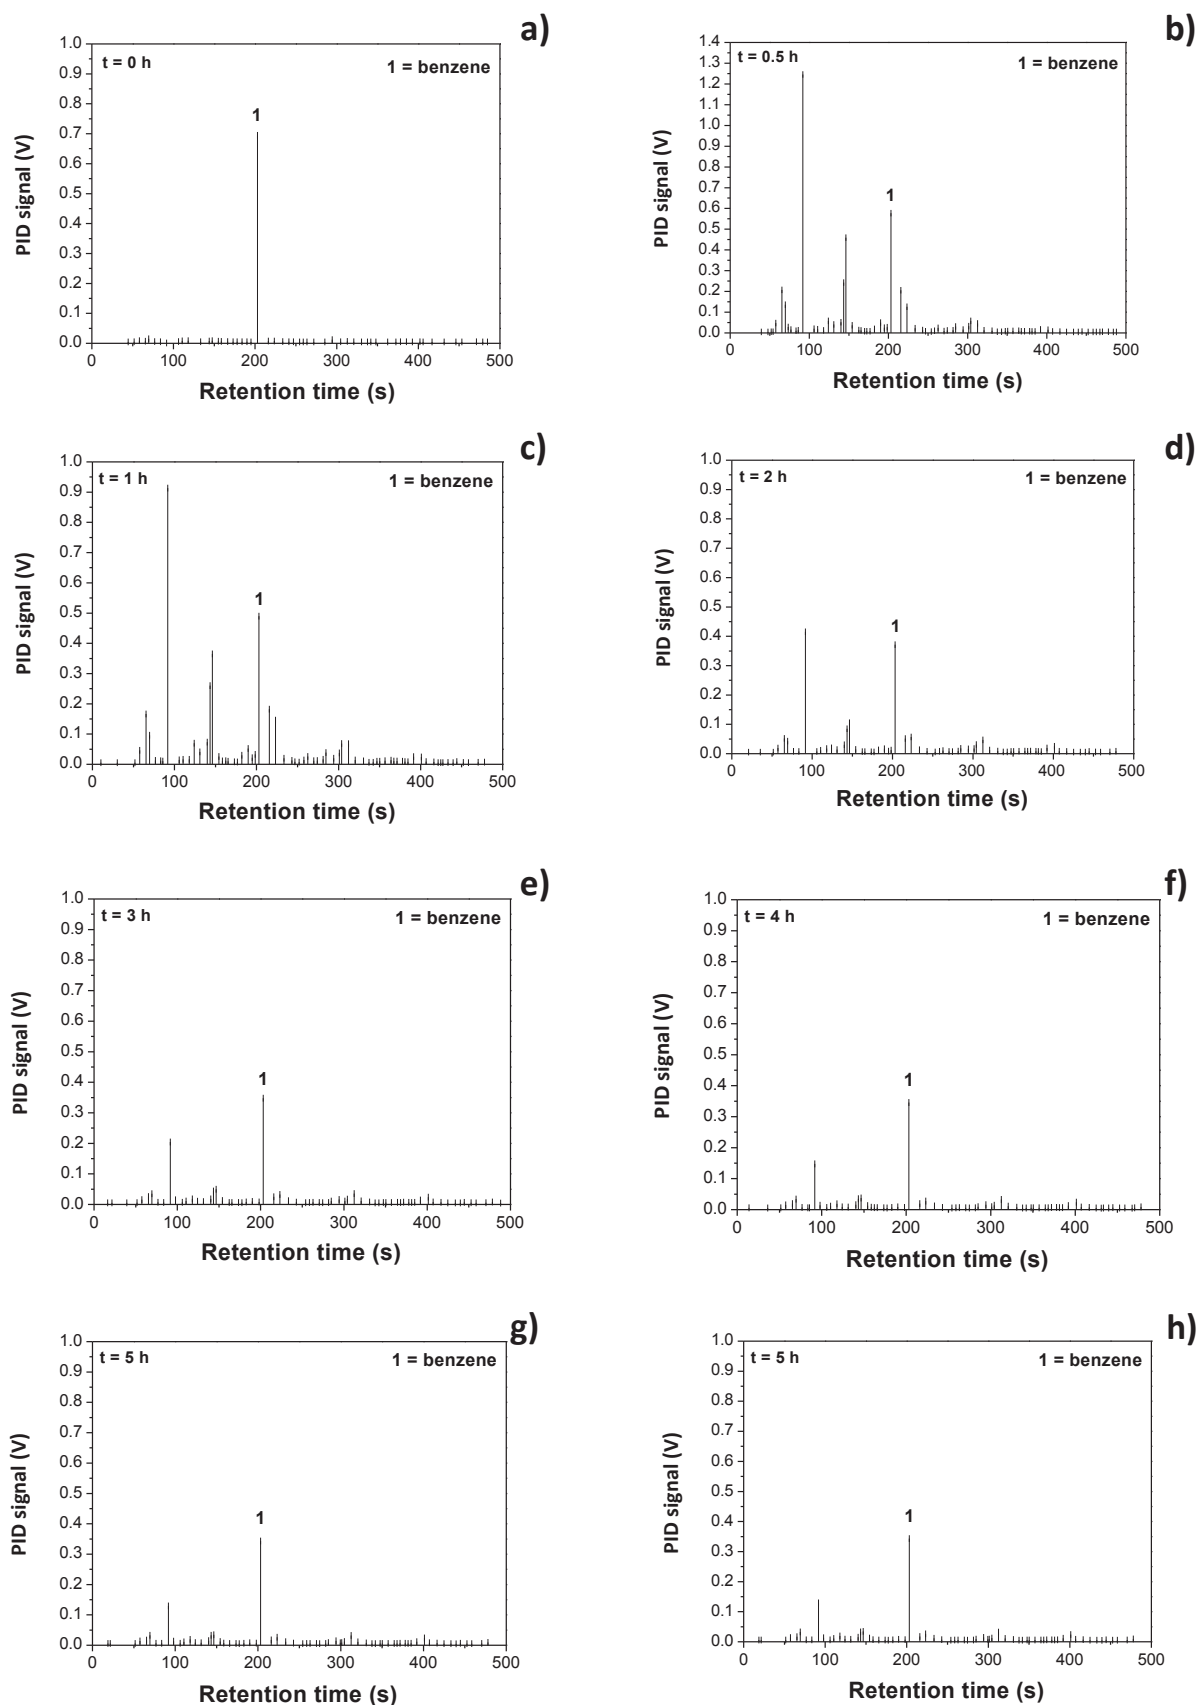 a)
t = 0 h
1 = benzene
1
1.0
0.9
0.8
0.7
0.6
0.5
0.4
0.3
0.2
0.1
0.0
0 100 200 300 400 500
PID signal (V)
Retention time (s)
b)
t = 0.5 h
1 = benzene
1
1.4
1.3
1.2
1.1
1.0
0.9
0.8
0.7
0.6
0.5
0.4
0.3
0.2
0.1
0.0
0 100 200 300 400 500
PID signal (V)
Retention time (s)
c)
t = 1 h
1 = benzene
1
1.0
0.9
0.8
0.7
0.6
0.5
0.4
0.3
0.2
0.1
0.0
0 100 200 300 400 500
PID signal (V)
Retention time (s)
d)
t = 2 h
1 = benzene
1
1.0
0.9
0.8
0.7
0.6
0.5
0.4
0.3
0.2
0.1
0.0
0 100 200 300 400 500
PID signal (V)
Retention time (s)
e)
t = 3 h
1 = benzene
1
1.0
0.9
0.8
0.7
0.6
0.5
0.4
0.3
0.2
0.1
0.0
0 100 200 300 400 500
PID signal (V)
Retention time (s)
f)
t = 4 h
1 = benzene
1
1.0
0.9
0.8
0.7
0.6
0.5
0.4
0.3
0.2
0.1
0.0
0 100 200 300 400 500
PID signal (V)
Retention time (s)
g)
t = 5 h
1 = benzene
1
1.0
0.9
0.8
0.7
0.6
0.5
0.4
0.3
0.2
0.1
0.0
0 100 200 300 400 500
PID signal (V)
Retention time (s)
h)
t = 5 h
1 = benzene
1
1.0
0.9
0.8
0.7
0.6
0.5
0.4
0.3
0.2
0.1
0.0
0 100 200 300 400 500
PID signal (V)
Retention time (s)